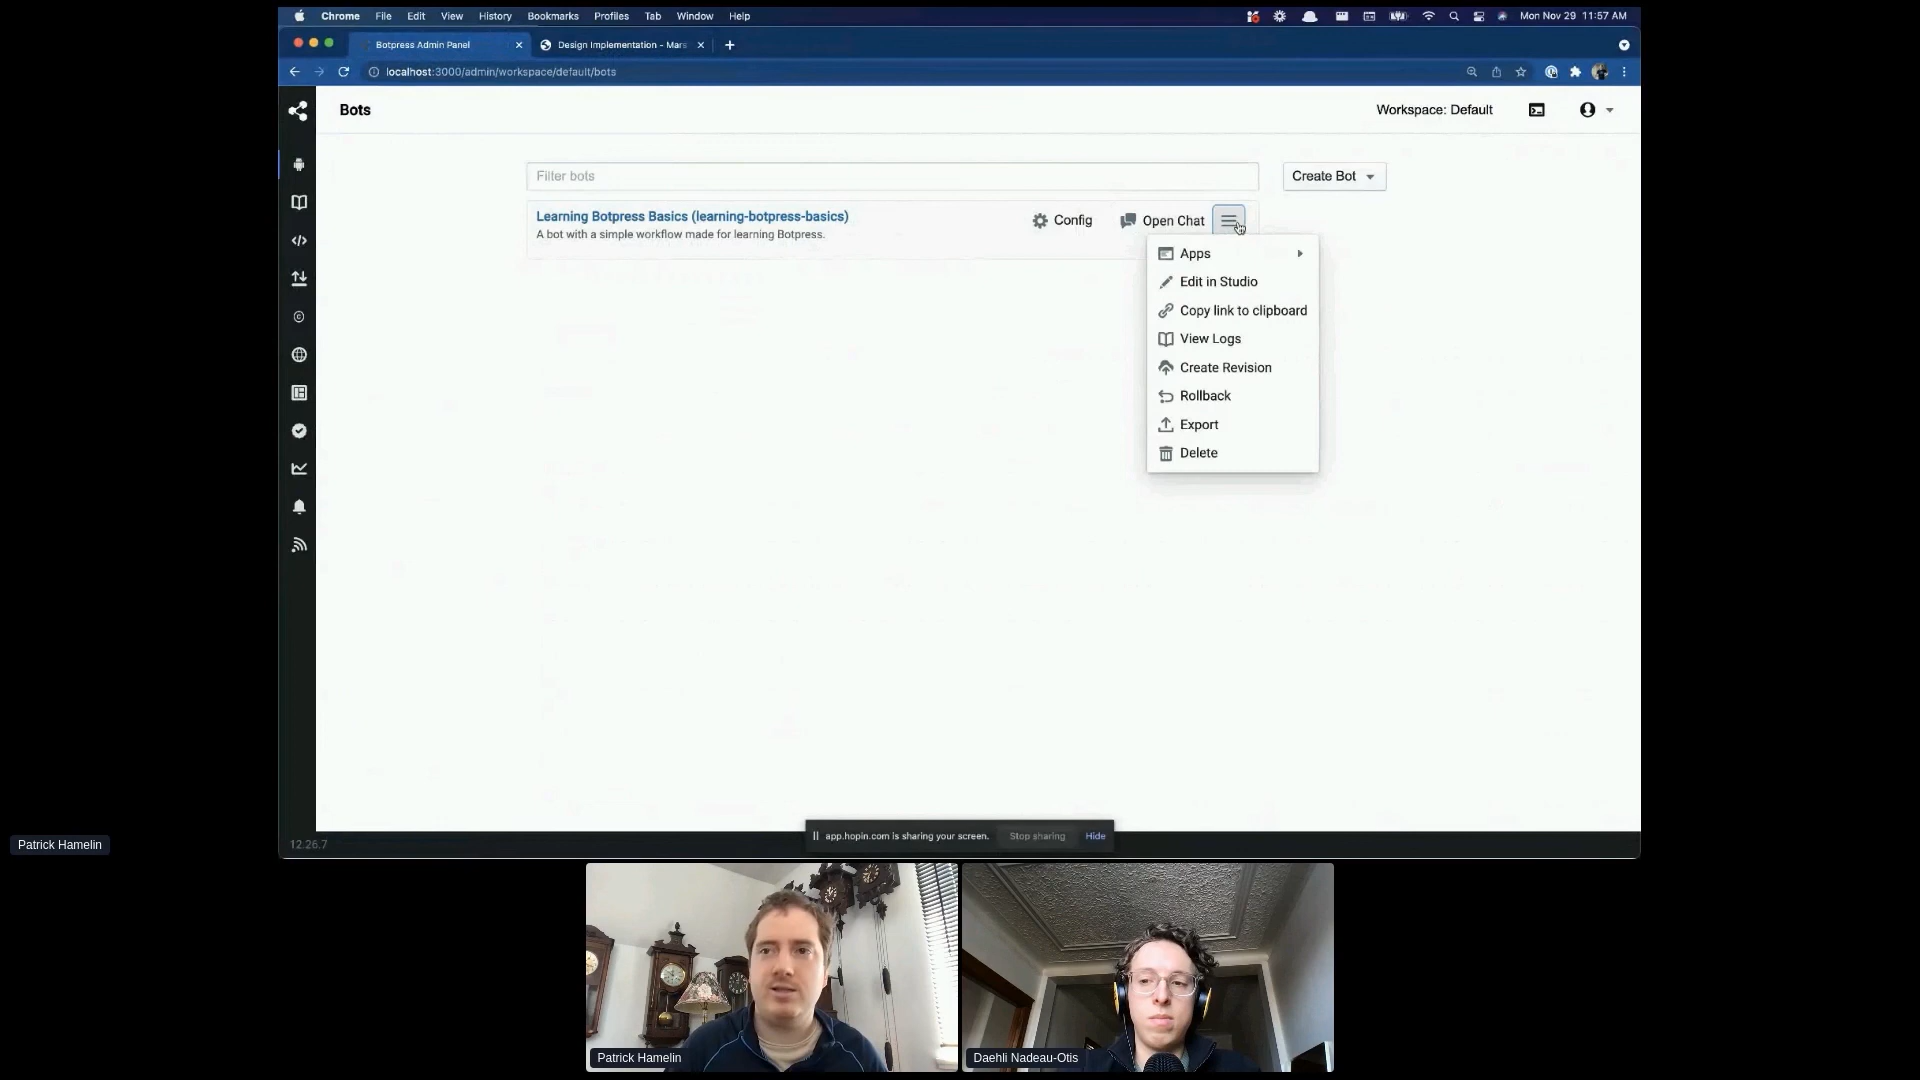 Chrome File Edit View History Bookmarks Profiles Tab Window Help Mon Nov 29 11:57 AM
Botpress Admin Panel Design Implementation - Mars
localhost:3000/admin/workspace/default/bots
Bots Workspace: Default
Filter bots Create Bot
Learning Botpress Basics (learning-botpress-basics) Config Open Chat
A bot with a simple workflow made for learning Botpress.
Apps
Edit in Studio
Copy link to clipboard
View Logs
Create Revision
Rollback
Export
Delete
app.hopin.com is sharing your screen. Stop sharing Hide
12.26.7
Patrick Hamelin
Patrick Hamelin Daehli Nadeau-Otis